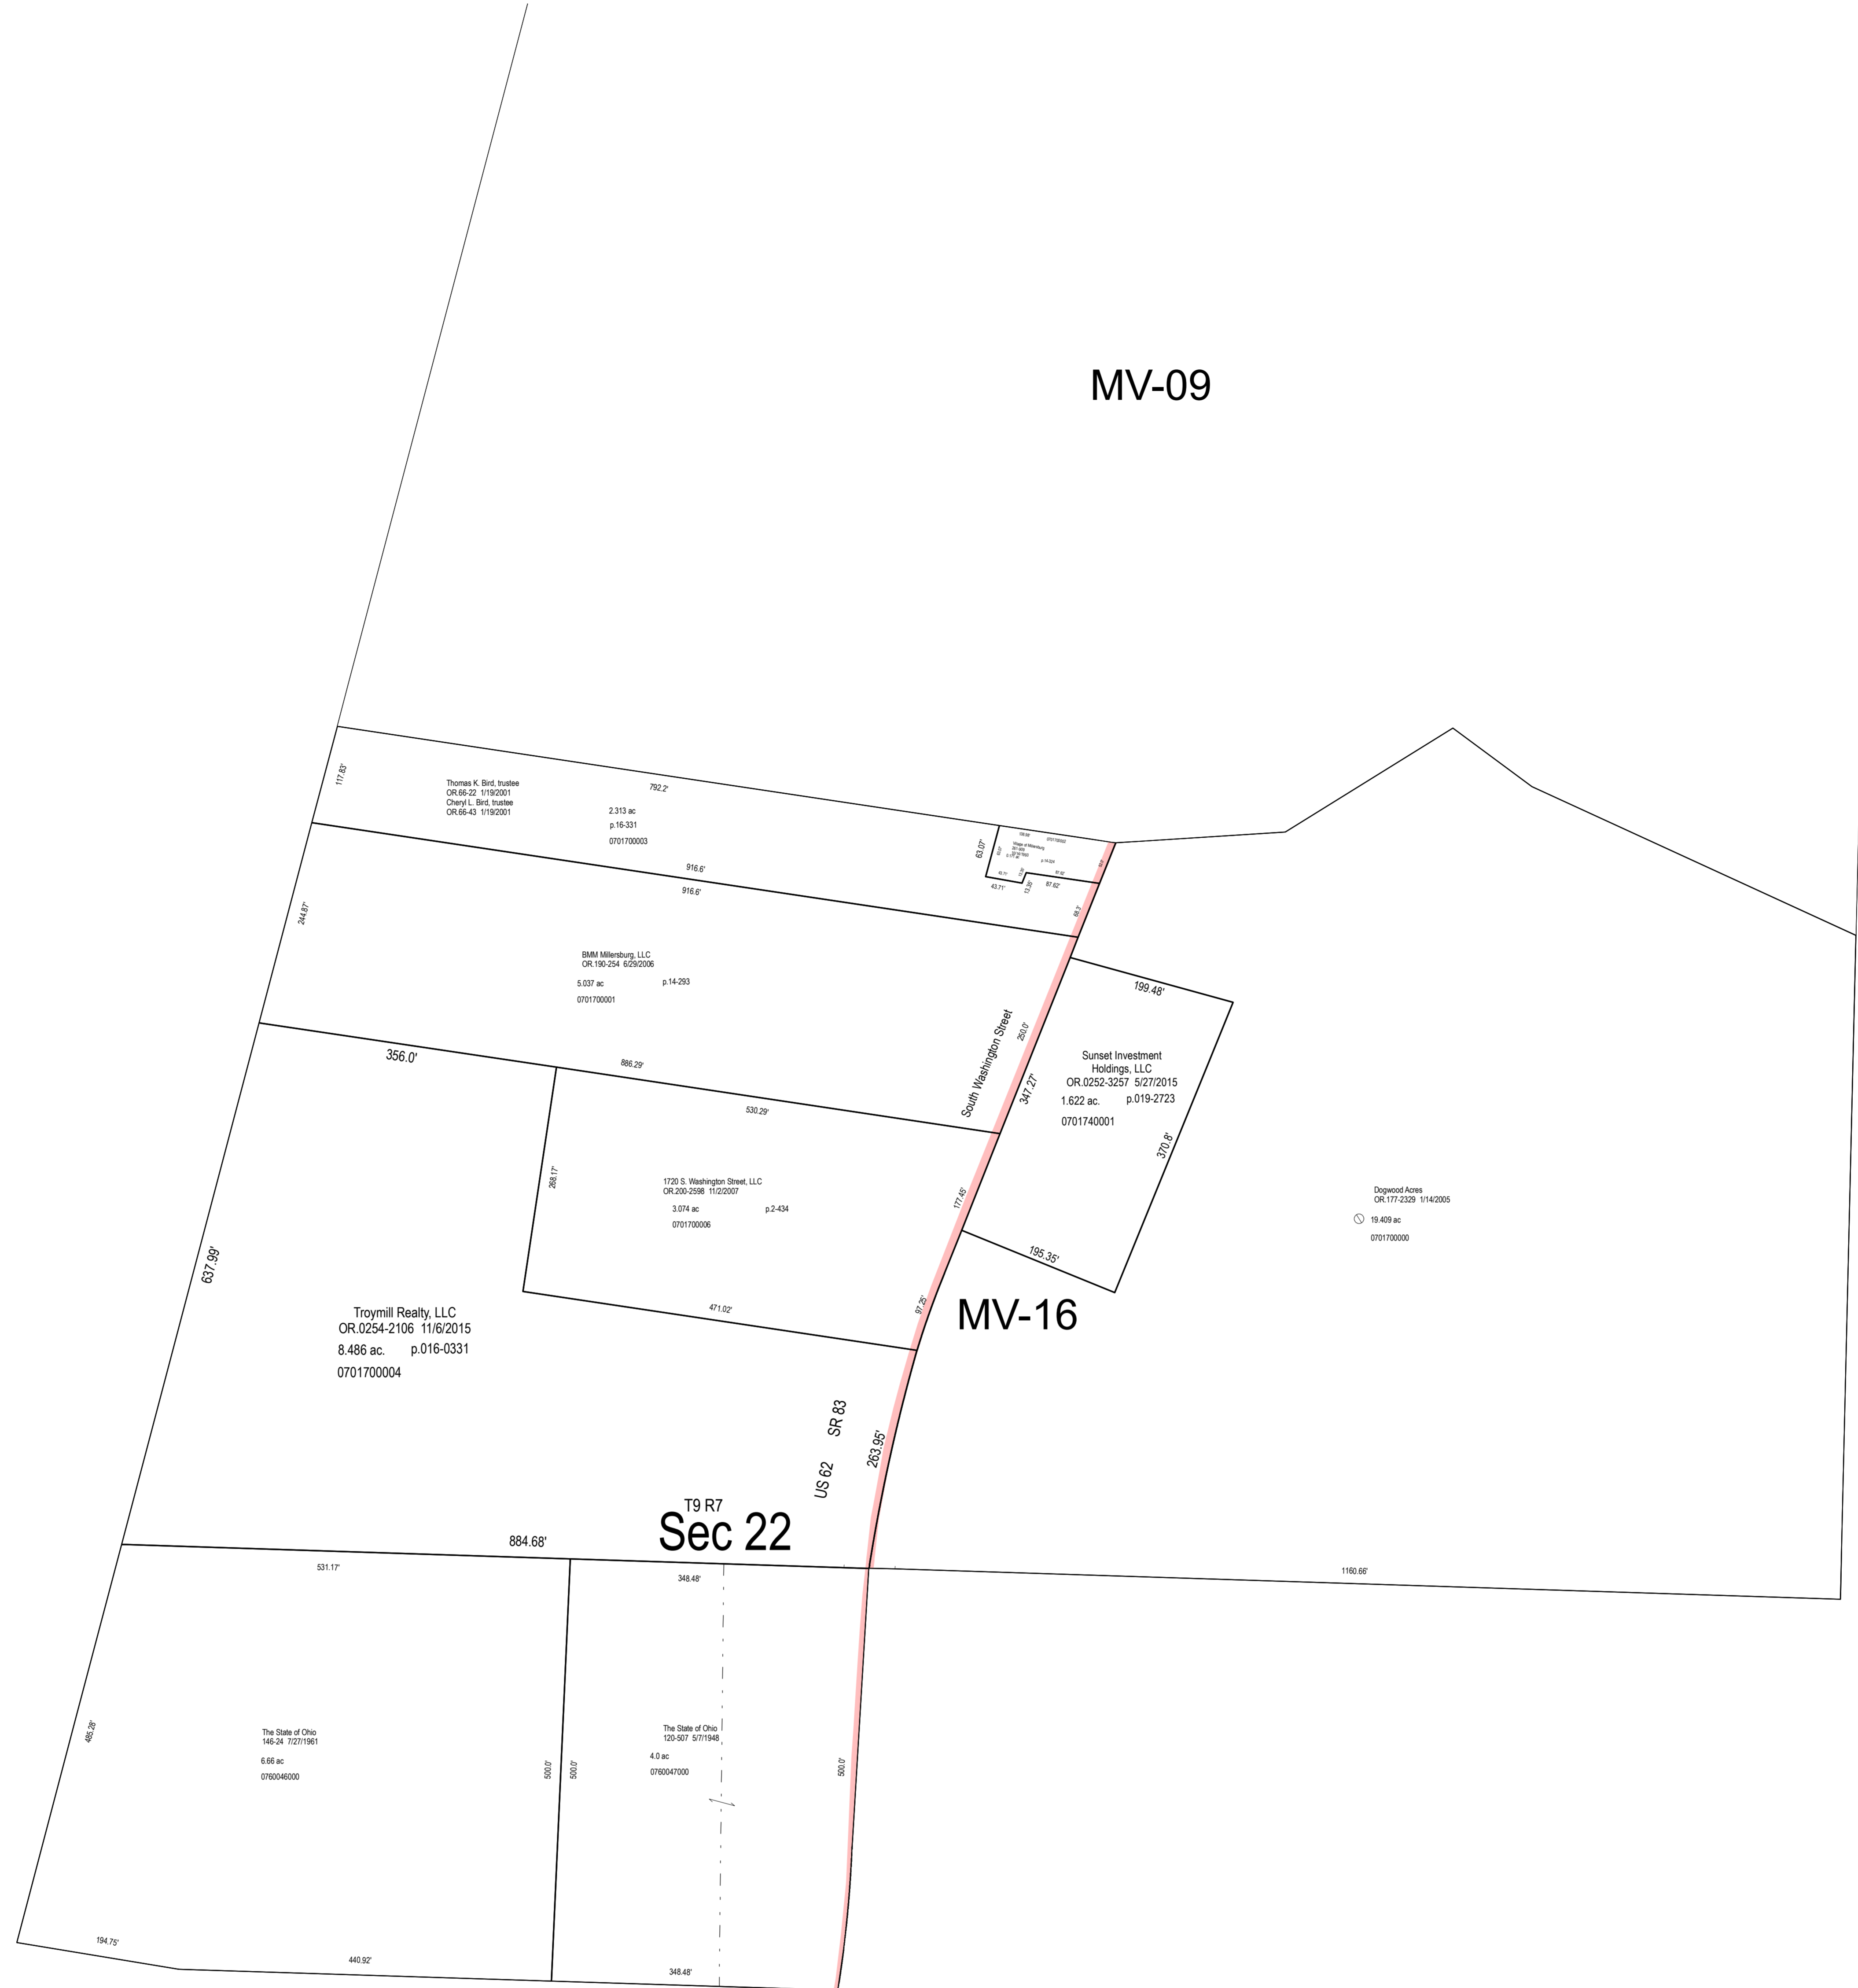 MV-09
117.83'
Thomas K. Bird, trustee
OR.66-22 1/19/2001
Cheryl L. Bird, trustee
OR.66-43 1/19/2001
792.2'
2.313 ac
p.16-331
0701700003
63.07'
Village of Millersburg
43.71'
13.39'
87.62'
68.3'
916.6'
916.6'
244.87'
BMM Millersburg, LLC
OR.190-254 6/29/2006
5.037 ac p.14-293
0701700001
199.48'
South Washington Street
250.0'
347.27'
Sunset Investment
Holdings, LLC
OR.0252-3257 5/27/2015
1.622 ac. p.019-2723
0701740001
370.8'
356.0'
886.29'
530.29'
268.17'
1720 S. Washington Street, LLC
OR.200-2598 11/2/2007
3.074 ac p.2-434
0701700006
177.45'
195.35'
Dogwood Acres
OR.177-2329 1/14/2005
19.409 ac
0701700000
637.99'
471.02'
97.25'
MV-16
Troymill Realty, LLC
OR.0254-2106 11/6/2015
8.486 ac. p.016-0331
0701700004
SR 83
US 62
263.95'
T9 R7
Sec 22
884.68'
531.17'
348.48'
1160.66'
485.28'
The State of Ohio
146-24 7/27/1961
6.66 ac
0760046000
500.0'
500.0'
The State of Ohio
120-507 5/7/1948
4.0 ac
0760047000
500.0'
194.75'
440.92'
348.48'